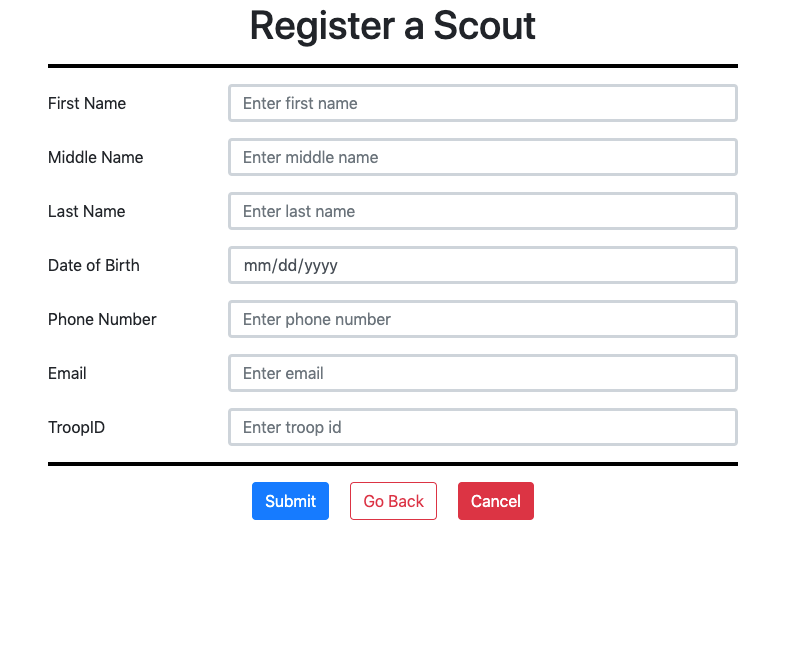 Register a Scout
First Name Enter first name
Middle Name Enter middle name
Last Name Enter last name
Date of Birth mm/dd/yyyy
Phone Number Enter phone number
Email Enter email
TroopID Enter troop id
Submit Go Back Cancel